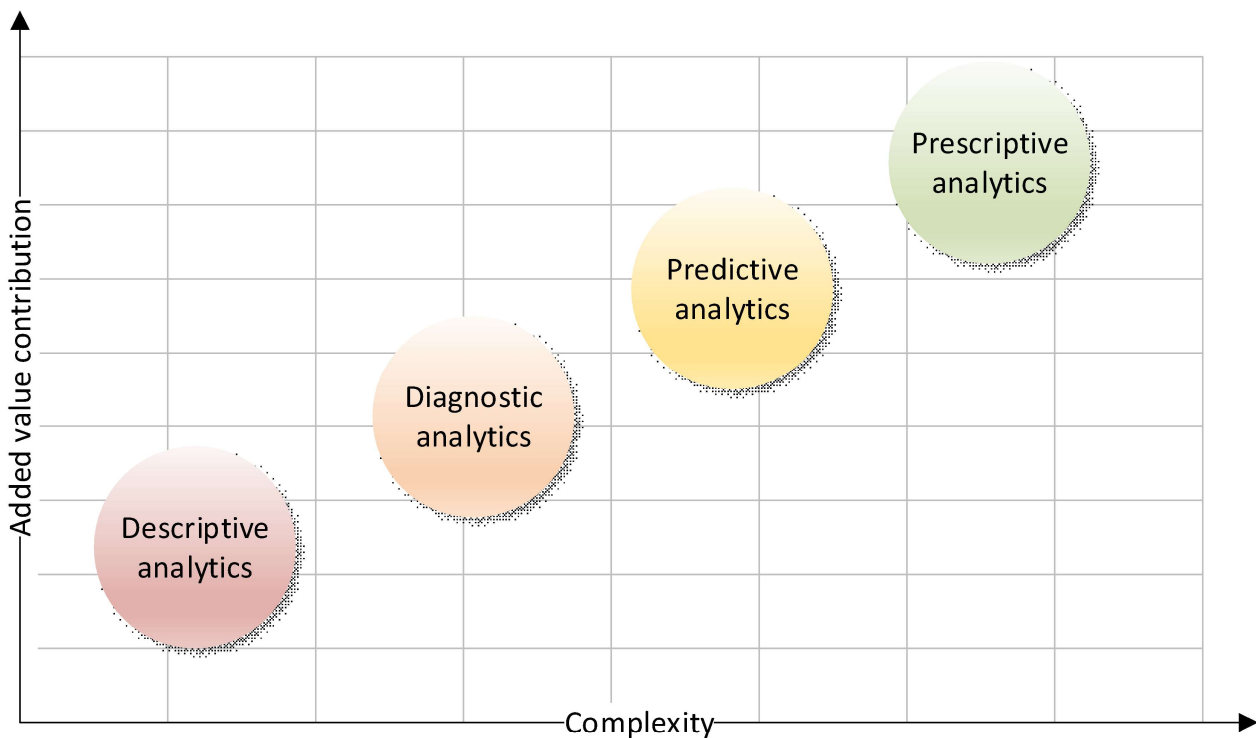 Added value contribution
Prescriptive
analytics
Predictive
analytics
Diagnostic
analytics
Descriptive
analytics
Complexity